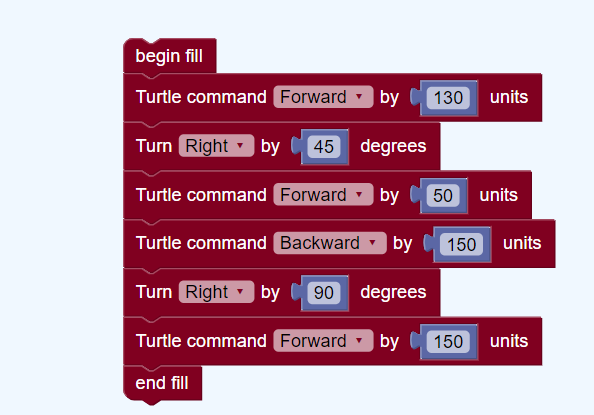 begin fill
Turtle command Forward by 130 units
Turn Right by 45 degrees
Turtle command Forward by 50 units
Turtle command Backward by 150 units
Turn Right by 90 degrees
Turtle command Forward by 150 units
end fill